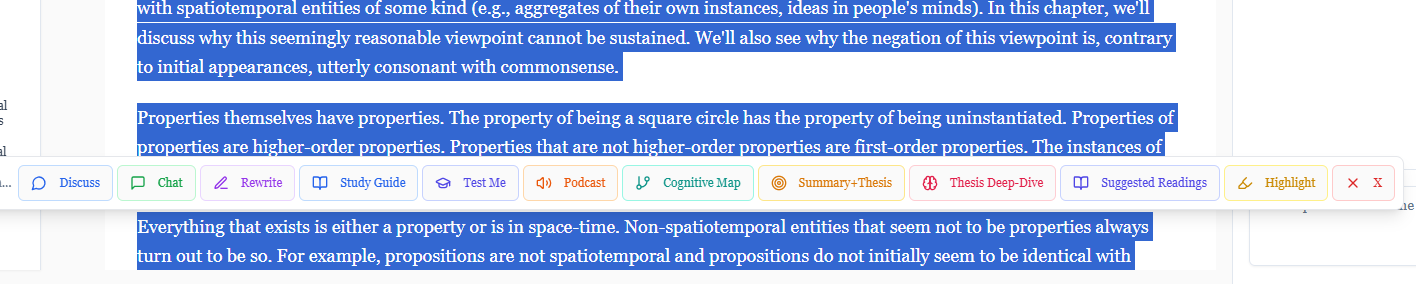 with spatiotemporal entities of some kind (e.g., aggregates of their own instances, ideas in people's minds). In this chapter, we'll
discuss why this seemingly reasonable viewpoint cannot be sustained. We'll also see why the negation of this viewpoint is, contrary
to initial appearances, utterly consonant with commonsense.
al
s
Properties themselves have properties. The property of being a square circle has the property of being uninstantiated. Properties of
properties are higher-order properties. Properties that are not higher-order properties are first-order properties. The instances of
al
... Discuss Chat Rewrite Study Guide Test Me Podcast Cognitive Map Summary+Thesis Thesis Deep-Dive Suggested Readings Highlight X
Everything that exists is either a property or is in space-time. Non-spatiotemporal entities that seem not to be properties always
turn out to be so. For example, propositions are not spatiotemporal and propositions do not initially seem to be identical with